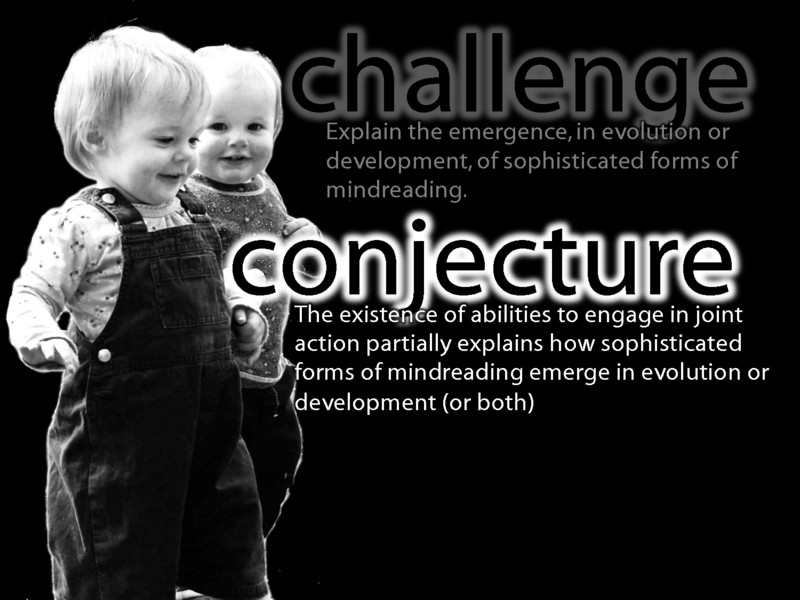 challenge
Explain the emergence, in evolution or
development, of sophisticated forms of
mindreading.
conjecture
The existence of abilities to engage in joint
action partially explains how sophisticated
forms of mindreading emerge in evolution or
development (or both)